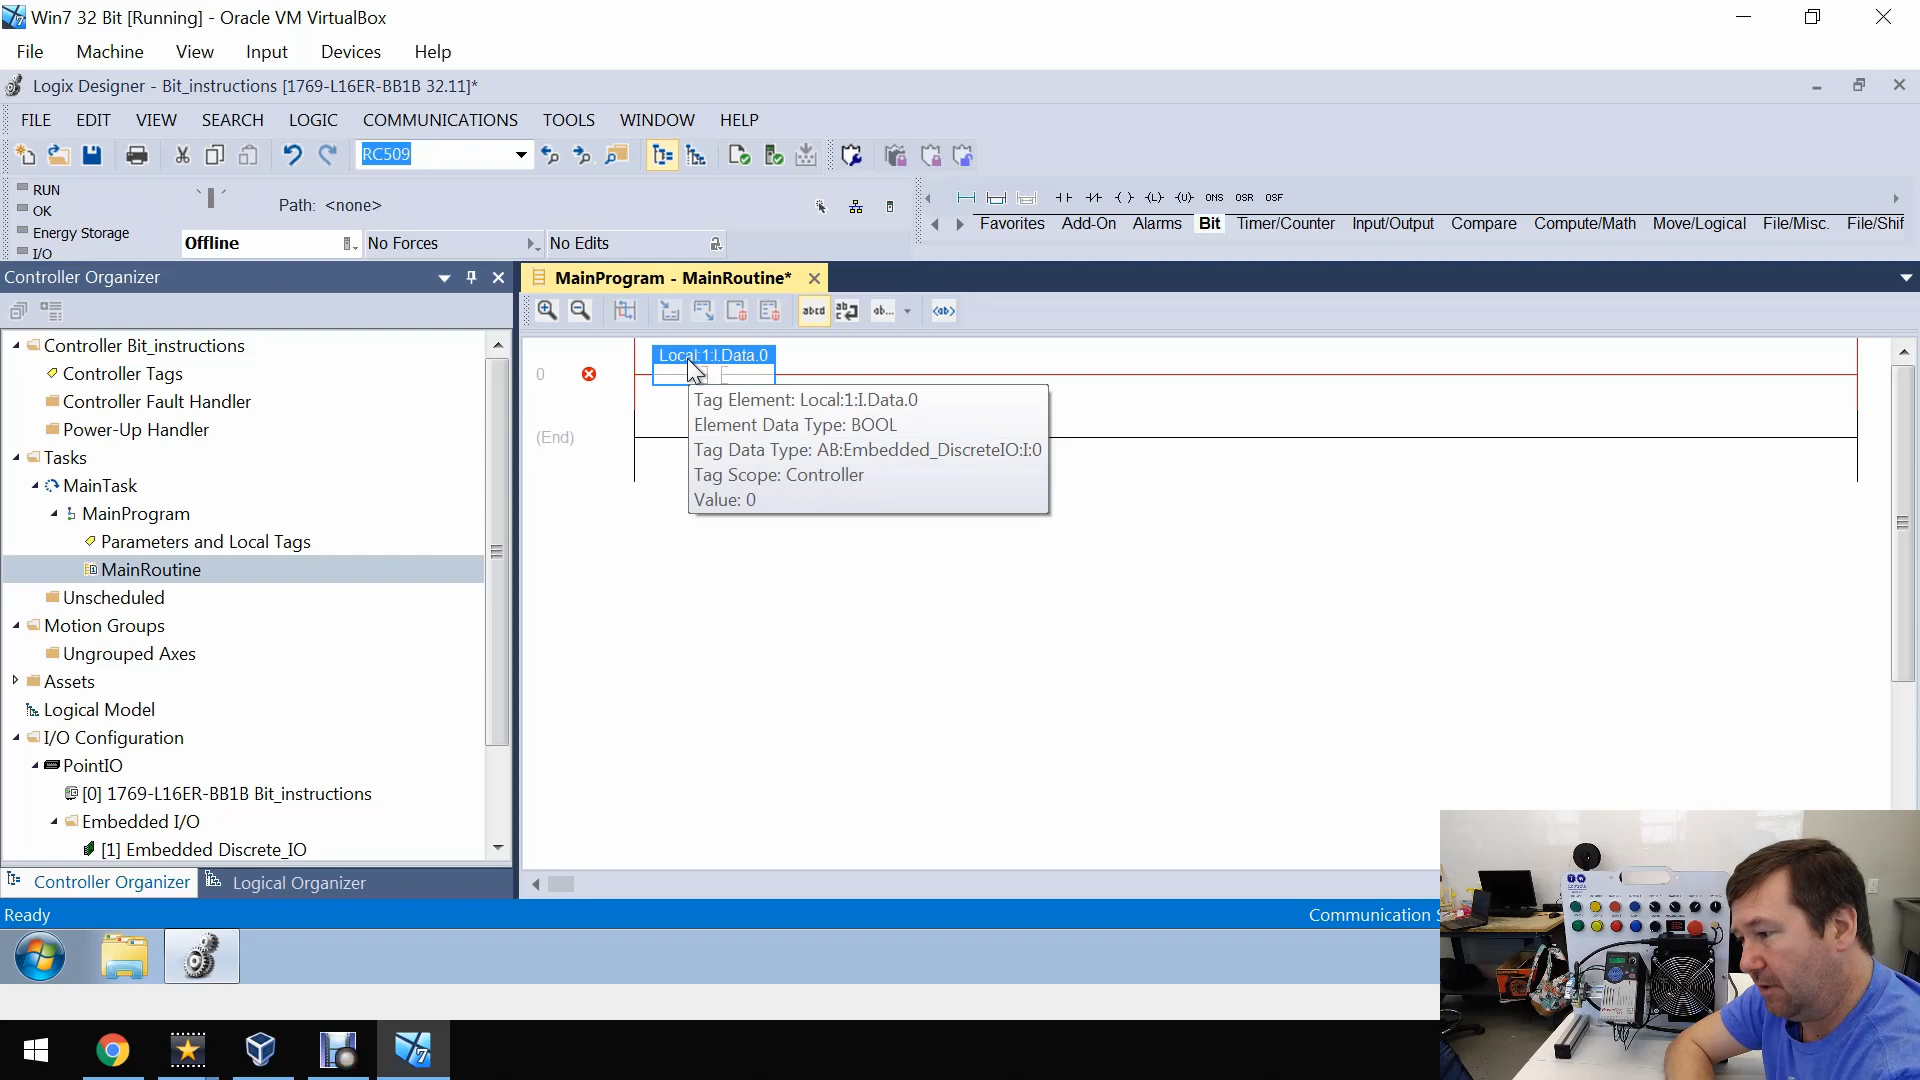 Win7 32 Bit [Running] - Oracle VM VirtualBox
File Machine View Input Devices Help
Logix Designer - Bit_instructions [1769-L16ER-BB1B 32.11]*
FILE EDIT VIEW SEARCH LOGIC COMMUNICATIONS TOOLS WINDOW HELP
RC509
RUN
OK
Energy Storage
I/O
Path: <none>
Offline
No Forces
No Edits
(L) (U) ONS OSR OSF
Favorites Add-On Alarms Bit Timer/Counter Input/Output Compare Compute/Math Move/Logical File/Misc. File/Shif
Controller Organizer
MainProgram - MainRoutine*
abcd
ab
ab...
<ab>
Controller Bit_instructions
Controller Tags
Controller Fault Handler
Power-Up Handler
Tasks
MainTask
MainProgram
Parameters and Local Tags
MainRoutine
Unscheduled
Motion Groups
Ungrouped Axes
Assets
Logical Model
I/O Configuration
PointIO
[0] 1769-L16ER-BB1B Bit_instructions
Embedded I/O
[1] Embedded Discrete_IO
Controller Organizer
Logical Organizer
Local:1:I.Data.0
0
(End)
Tag Element: Local:1:I.Data.0
Element Data Type: BOOL
Tag Data Type: AB:Embedded_DiscreteIO:I:0
Tag Scope: Controller
Value: 0
Ready
Communication S